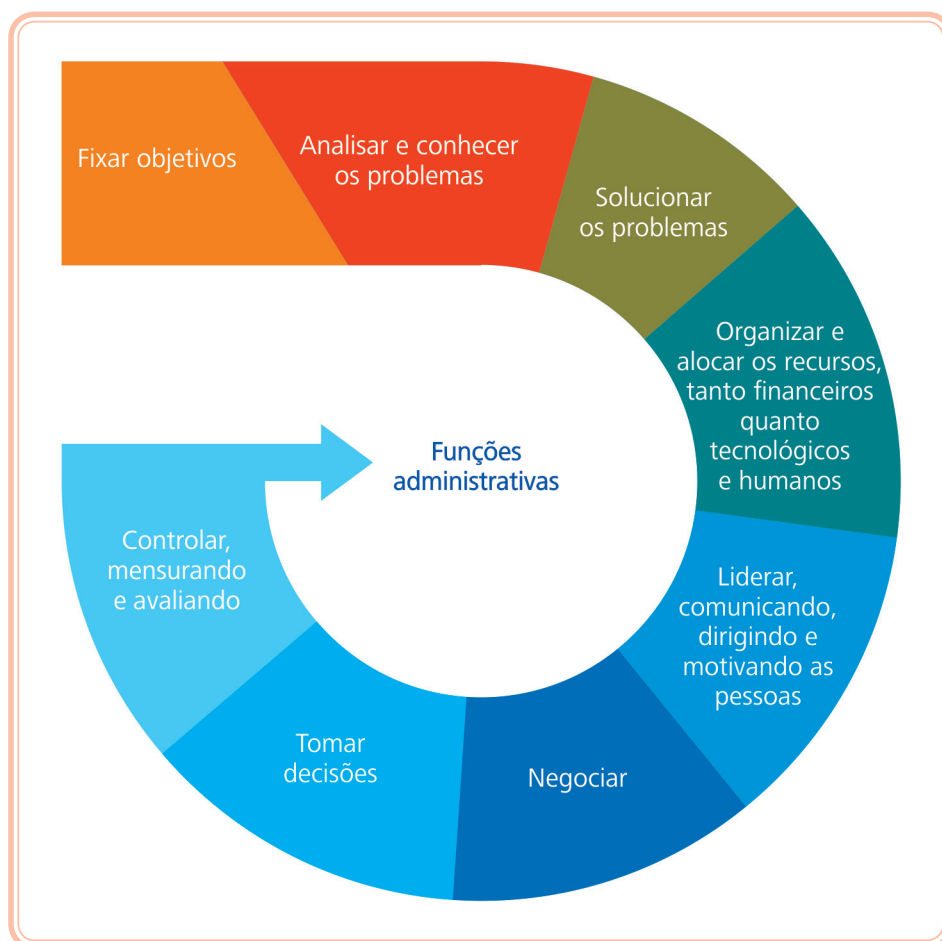 Fixar objetivos
Analisar e conhecer
os problemas
Solucionar
os problemas
Organizar e
alocar os recursos,
tanto financeiros
quanto
tecnológicos
e humanos
Liderar,
comunicando,
dirigindo e
motivando as
pessoas
Negociar
Tomar
decisões
Controlar,
mensurando
e avaliando
Funções
administrativas